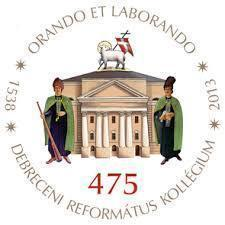 ORANDO ET LABORANDO
1538 * DEBRECENI REFORMÁTUS KOLLÉGIUM * 2013
475